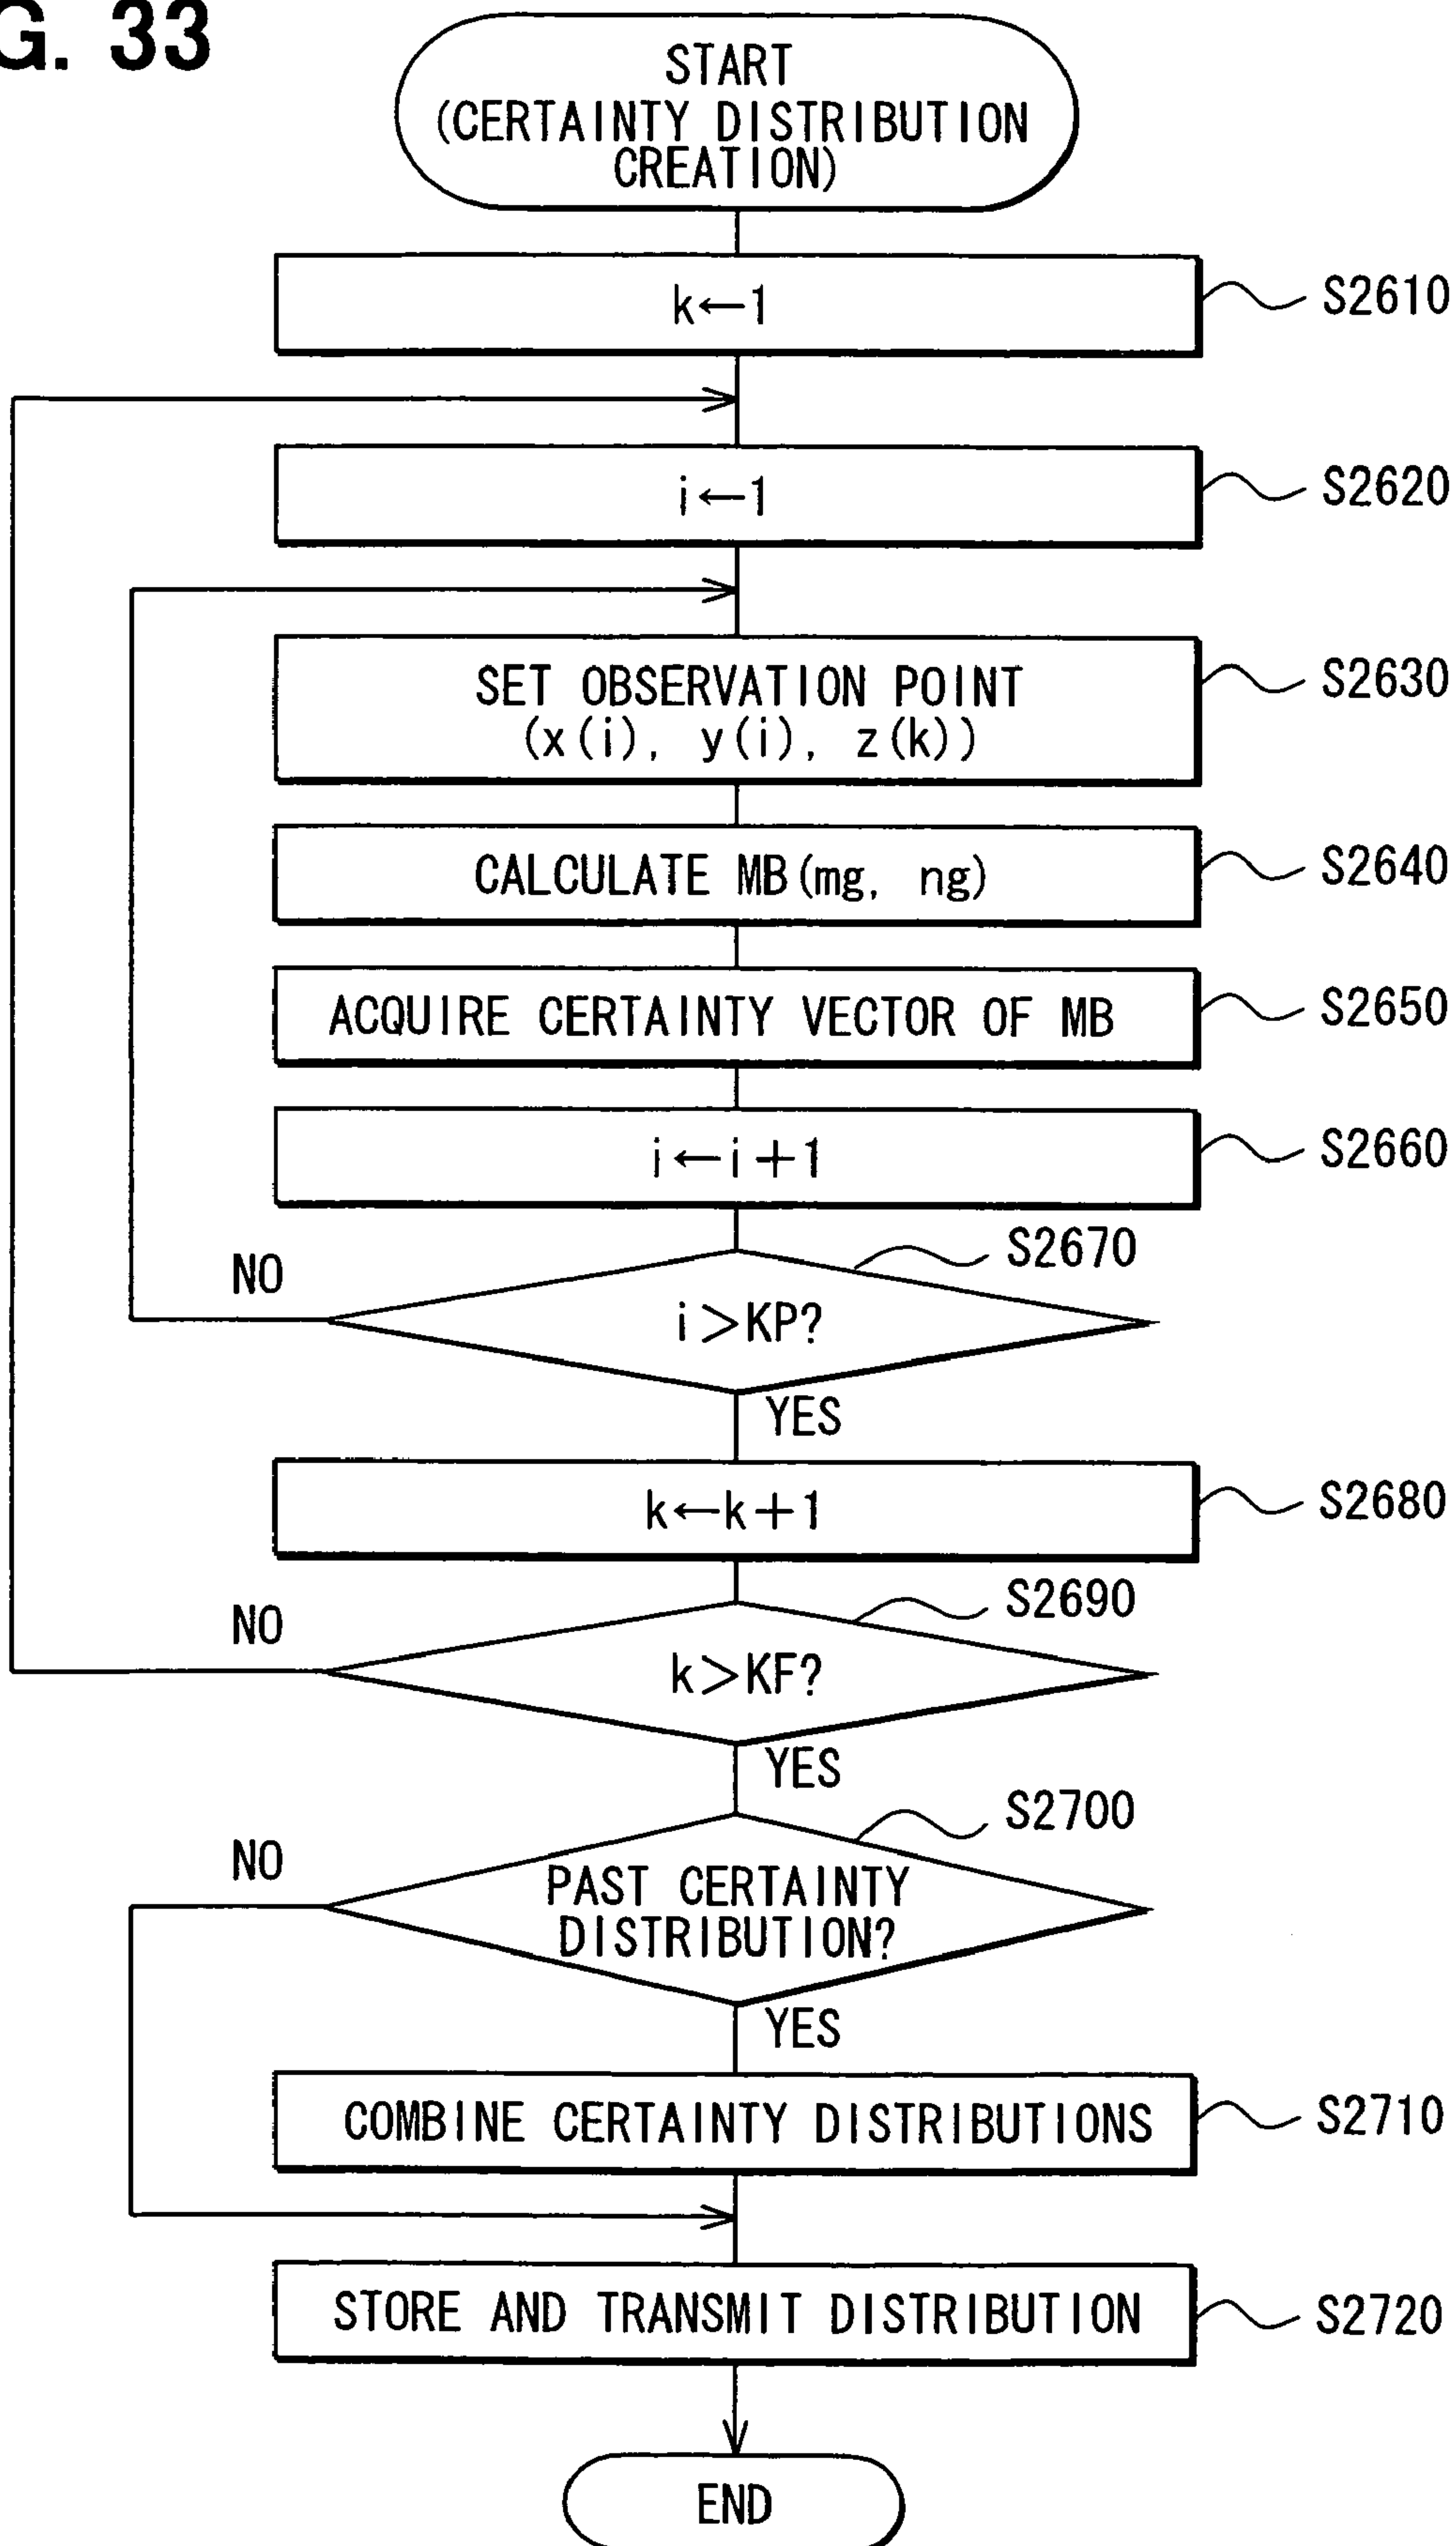 G. 33
START
(CERTAINTY DISTRIBUTION
CREATION)
k←1
S2610
i←1
S2620
SET OBSERVATION POINT
(x(i), y(i), z(k))
S2630
CALCULATE MB(mg, ng)
S2640
ACQUIRE CERTAINTY VECTOR OF MB
S2650
i←i+1
S2660
S2670
NO
i>KP?
YES
k←k+1
S2680
S2690
NO
k>KF?
YES
S2700
NO
PAST CERTAINTY
DISTRIBUTION?
YES
COMBINE CERTAINTY DISTRIBUTIONS
S2710
STORE AND TRANSMIT DISTRIBUTION
S2720
END